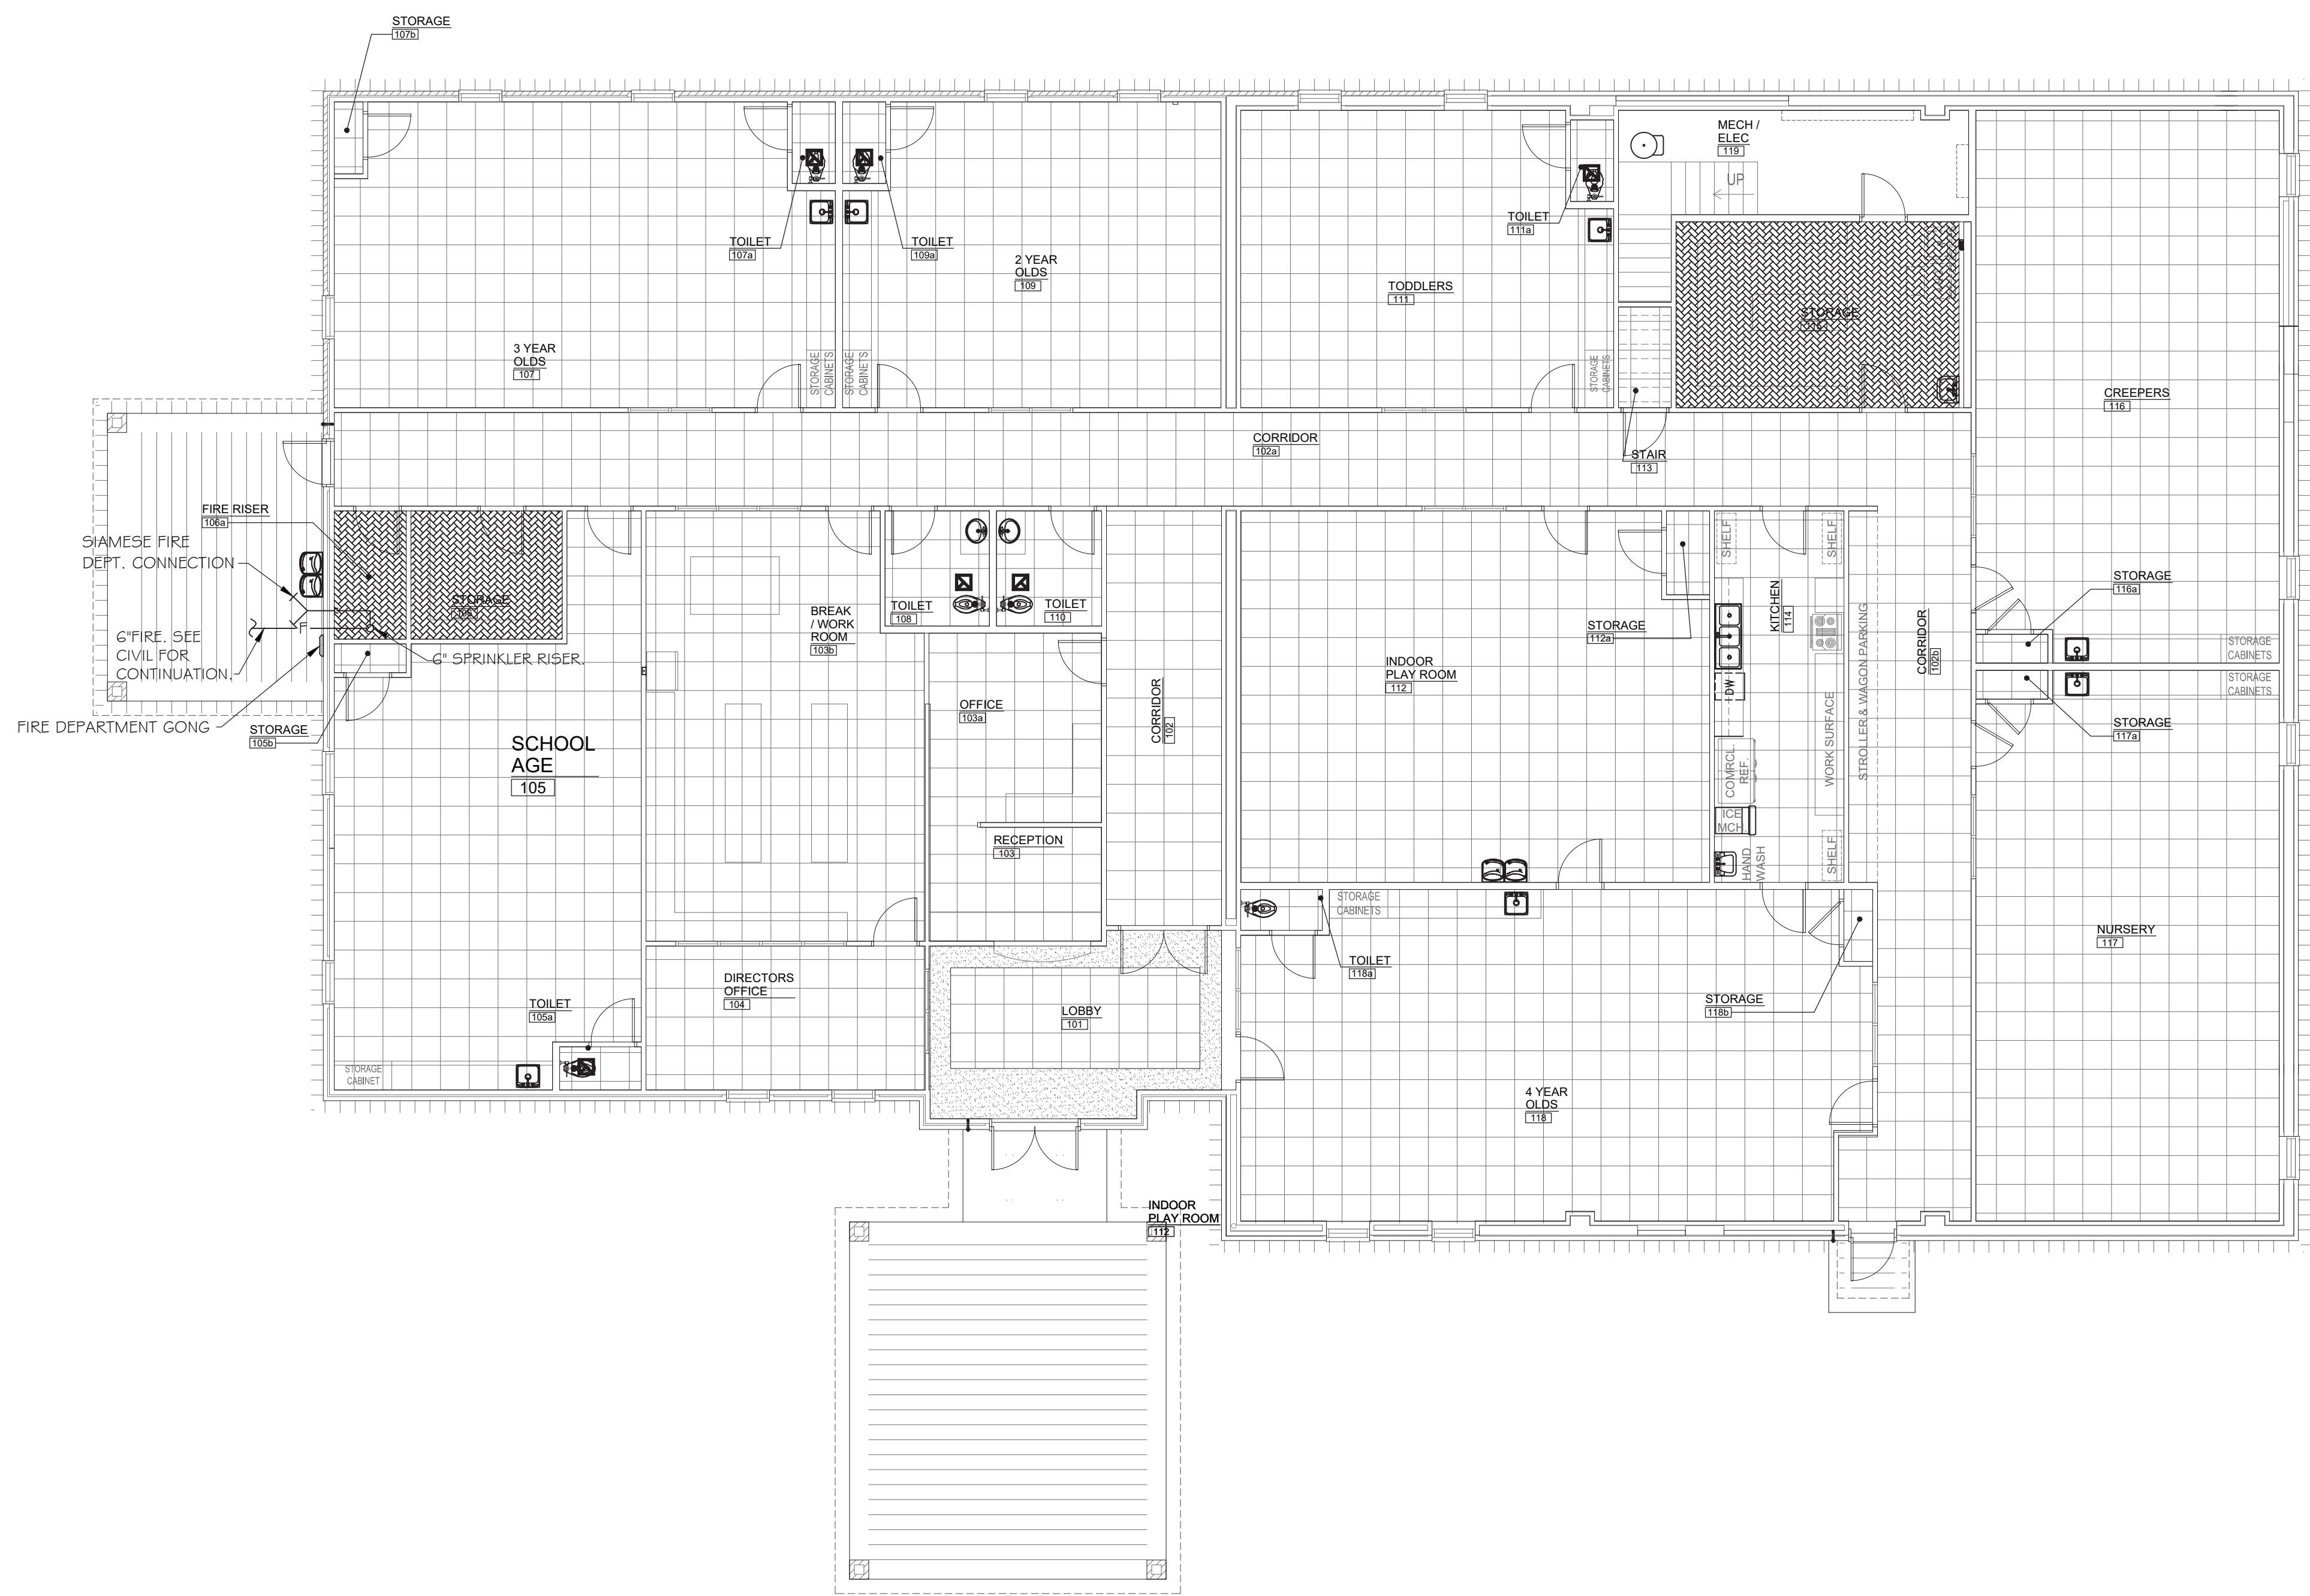 STORAGE
107b
MECH /
ELEC
119
UP
TOILET
107a
TOILET
109a
TOILET
111a
2 YEAR
OLDS
109
TODDLERS
111
STORAGE
3 YEAR
OLDS
107
STORAGE
CABINETS
STORAGE
CABINETS
STORAGE
CABINETS
CREEPERS
116
CORRIDOR
102a
STAIR
113
FIRE RISER
106a
SIAMESE FIRE
DEPT. CONNECTION
6"FIRE. SEE
CIVIL FOR
CONTINUATION.
F
6" SPRINKLER RISER.
FIRE DEPARTMENT GONG
STORAGE
106
STORAGE
105b
BREAK
/ WORK
ROOM
103b
TOILET
108
TOILET
110
STORAGE
112a
SHELF
SHELF
KITCHEN
114
STORAGE
116a
STORAGE
CABINETS
STORAGE
CABINETS
STORAGE
117a
INDOOR
PLAY ROOM
112
DW
OFFICE
103a
CORRIDOR
102
CORRIDOR
102b
STROLLER & WAGON PARKING
WORK SURFACE
COMRCL.
REF.
ICE
MCH.
HAND
WASH
SHELF
SCHOOL
AGE
105
RECEPTION
103
STORAGE
CABINETS
NURSERY
117
TOILET
118a
STORAGE
118b
DIRECTORS
OFFICE
104
TOILET
105a
LOBBY
101
STORAGE
CABINET
4 YEAR
OLDS
118
INDOOR
PLAY ROOM
112